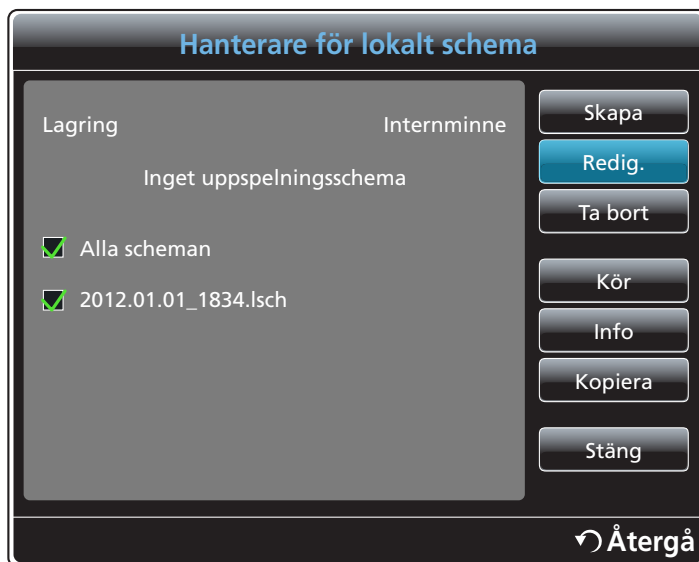 Hanterare för lokalt schema
Lagring Internminne
Inget uppspelningsschema
Alla scheman
2012.01.01_1834.lsch
Skapa
Redig.
Ta bort
Kör
Info
Kopiera
Stäng
Återgå